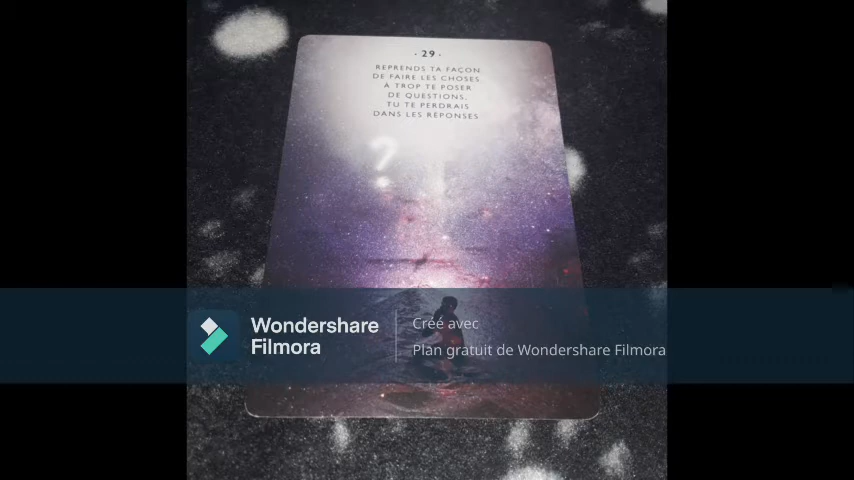 · 29 ·
REPRENDS TA FAÇON
DE FAIRE LES CHOSES.
À TROP TE POSER
DE QUESTIONS,
TU TE PERDRAIS
DANS LES RÉPONSES
?
Wondershare
Filmora
Créé avec
Plan gratuit de Wondershare Filmora